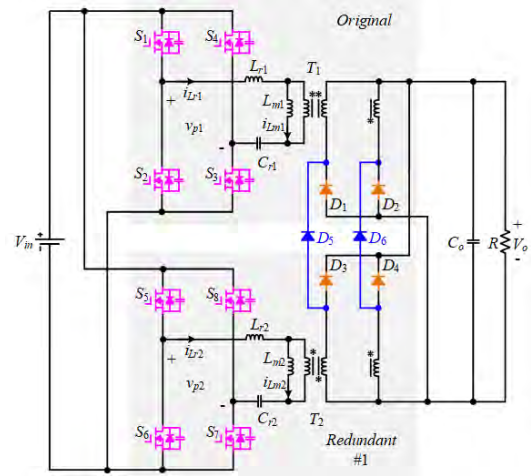 Original
S1 S4
Lr1 T1
+ iLr1 Lm1 **
vp1 iLm1 *
- Cr1
S2 S3
D1 D2
Vin + - D5 D6 Co R + Vo -
D3 D4
S5 S8
Lr2
+ iLr2 Lm2 *
vp2 iLm2 * *
- Cr2 T2
S6 S7
Redundant
#1